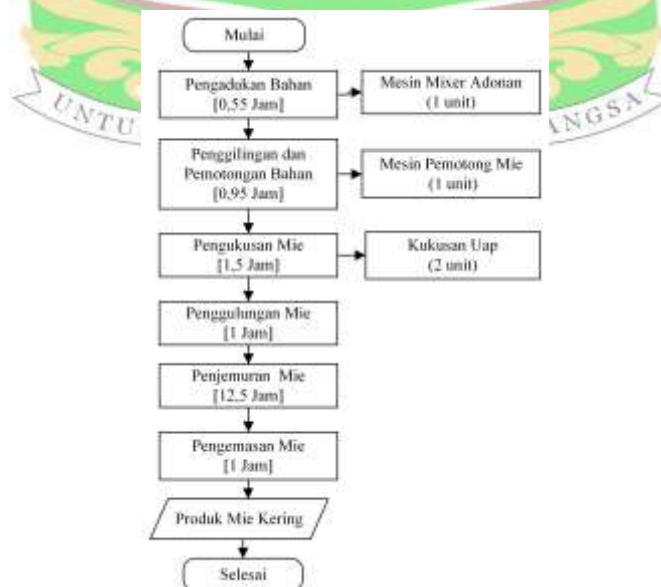 Mulai
Pengadukan Bahan
[0,55 Jam]
Mesin Mixer Adonan
(1 unit)
UNTU
ANGSA
Penggilingan dan
Pemotongan Bahan
[0,95 Jam]
Mesin Pemotong Mie
(1 unit)
Pengukusan Mie
[1,5 Jam]
Kukusan Uap
(2 unit)
Penggulungan Mie
[1 Jam]
Penjemuran Mie
[12,5 Jam]
Pengemasan Mie
[1 Jam]
Produk Mie Kering
Selesai